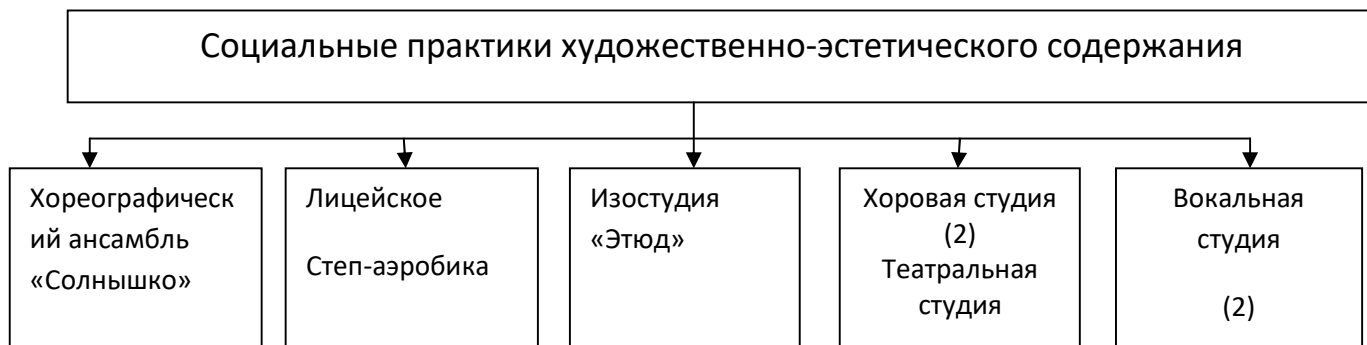 Социальные практики художественно-эстетического содержания
Хореографическ
ий ансамбль
«Солнышко»
Лицейское
Степ-аэробика
Изостудия
«Этюд»
Хоровая студия
(2)
Театральная
студия
Вокальная
студия
(2)